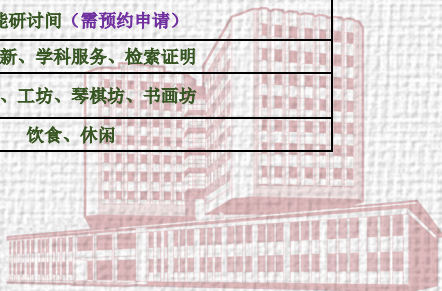 能研讨间（需预约申请）
新、学科服务、检索证明
、工坊、琴棋坊、书画坊
饮食、休闲